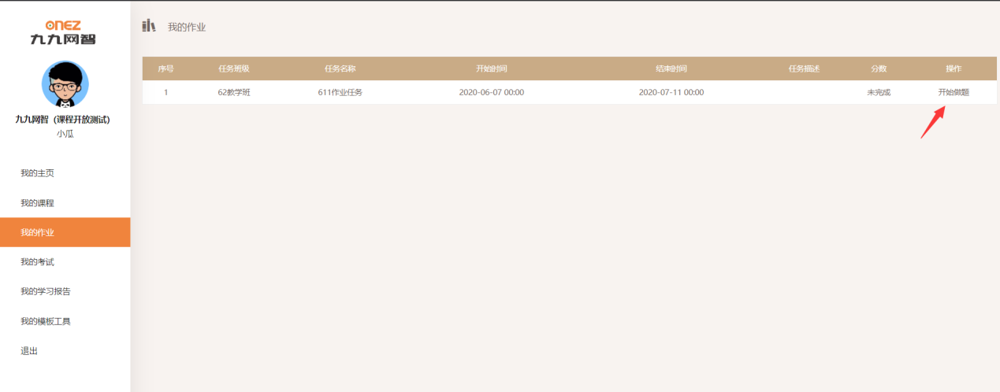 ONEZ
九九网智
九九网智（课程开放测试）
小瓜
我的主页
我的课程
我的作业
我的考试
我的学习报告
我的模板工具
退出
我的作业
序号 任务班级 任务名称 开始时间 结束时间 任务描述 分数 操作
1 62教学班 611作业任务 2020-06-07 00:00 2020-07-11 00:00 未完成 开始做题